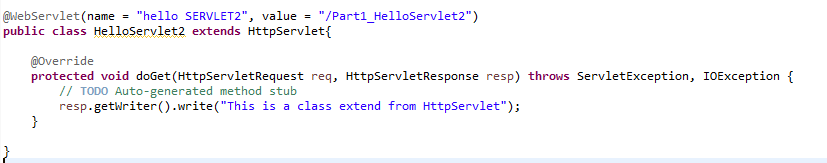 @WebServlet(name = "hello SERVLET2", value = "/Part1_HelloServlet2")
public class HelloServlet2 extends HttpServlet{
@Override
protected void doGet(HttpServletRequest req, HttpServletResponse resp) throws ServletException, IOException {
// TODO Auto-generated method stub
resp.getWriter().write("This is a class extend from HttpServlet");
}
}